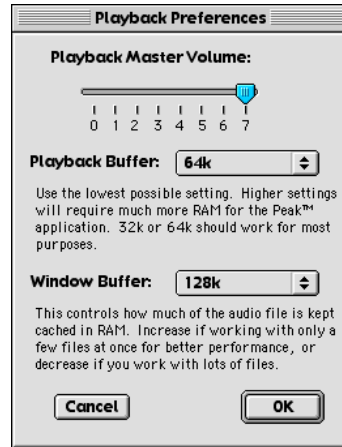 Playback Preferences
Playback Master Volume:
0 1 2 3 4 5 6 7
Playback Buffer: 64k
Use the lowest possible setting. Higher settings
will require much more RAM for the Peak™
application. 32k or 64k should work for most
purposes.
Window Buffer: 128k
This controls how much of the audio file is kept
cached in RAM. Increase if working with only a
few files at once for better performance, or
decrease if you work with lots of files.
Cancel OK